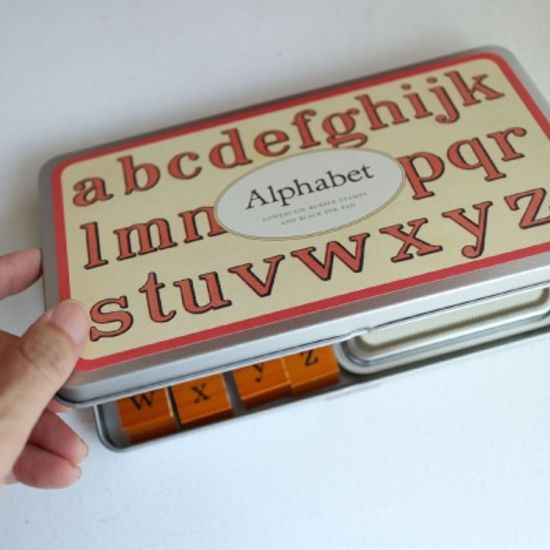 abcdefghijk
lmn pqr
Alphabet
LOWERCASE RUBBER STAMPS
AND BLACK INK PAD
stuvwxyz
w x y z